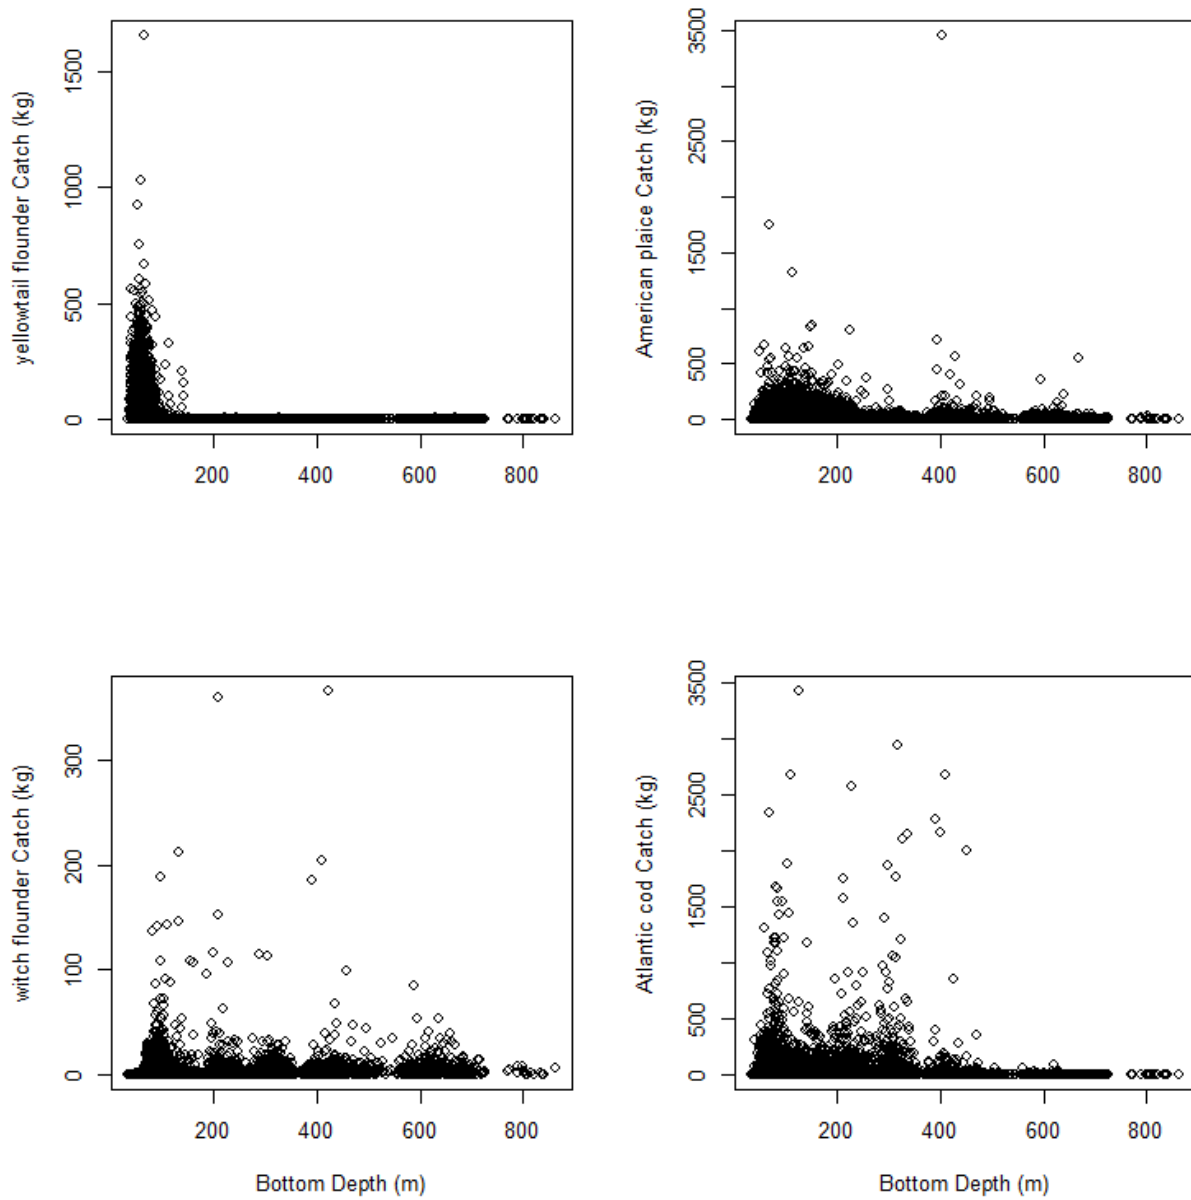 yellowtail flounder Catch (kg)
0 500 1000 1500
200 400 600 800
American plaice Catch (kg)
0 500 1500 2500 3500
200 400 600 800
witch flounder Catch (kg)
0 100 200 300
200 400 600 800
Bottom Depth (m)
Atlantic cod Catch (kg)
0 500 1500 2500 3500
200 400 600 800
Bottom Depth (m)